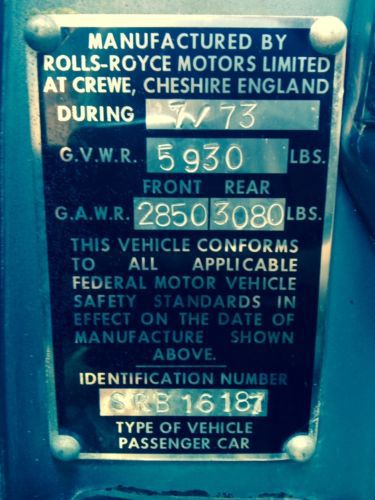 MANUFACTURED BY
ROLLS-ROYCE MOTORS LIMITED
AT CREWE, CHESHIRE ENGLAND
DURING 7/73
G.V.W.R. 5930 LBS.
FRONT REAR
G.A.W.R. 2850 3080 LBS.
THIS VEHICLE CONFORMS
TO ALL APPLICABLE
FEDERAL MOTOR VEHICLE
SAFETY STANDARDS IN
EFFECT ON THE DATE OF
MANUFACTURE SHOWN
ABOVE.
IDENTIFICATION NUMBER
SRB16187
TYPE OF VEHICLE
PASSENGER CAR